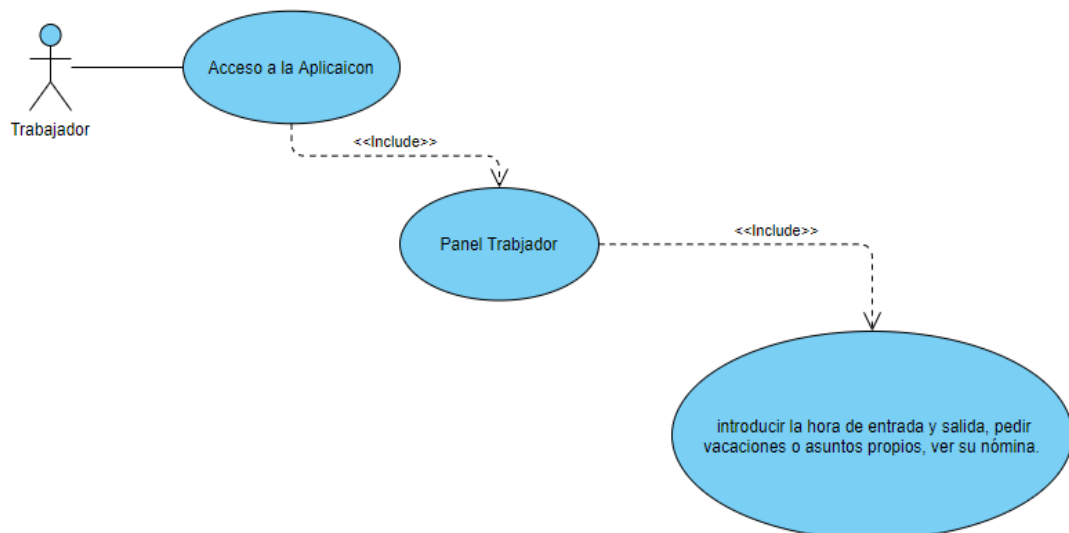 Acceso a la Aplicaicon
Trabajador
<<Include>>
Panel Trabjador
<<Include>>
introducir la hora de entrada y salida, pedir
vacaciones o asuntos propios, ver su nómina.